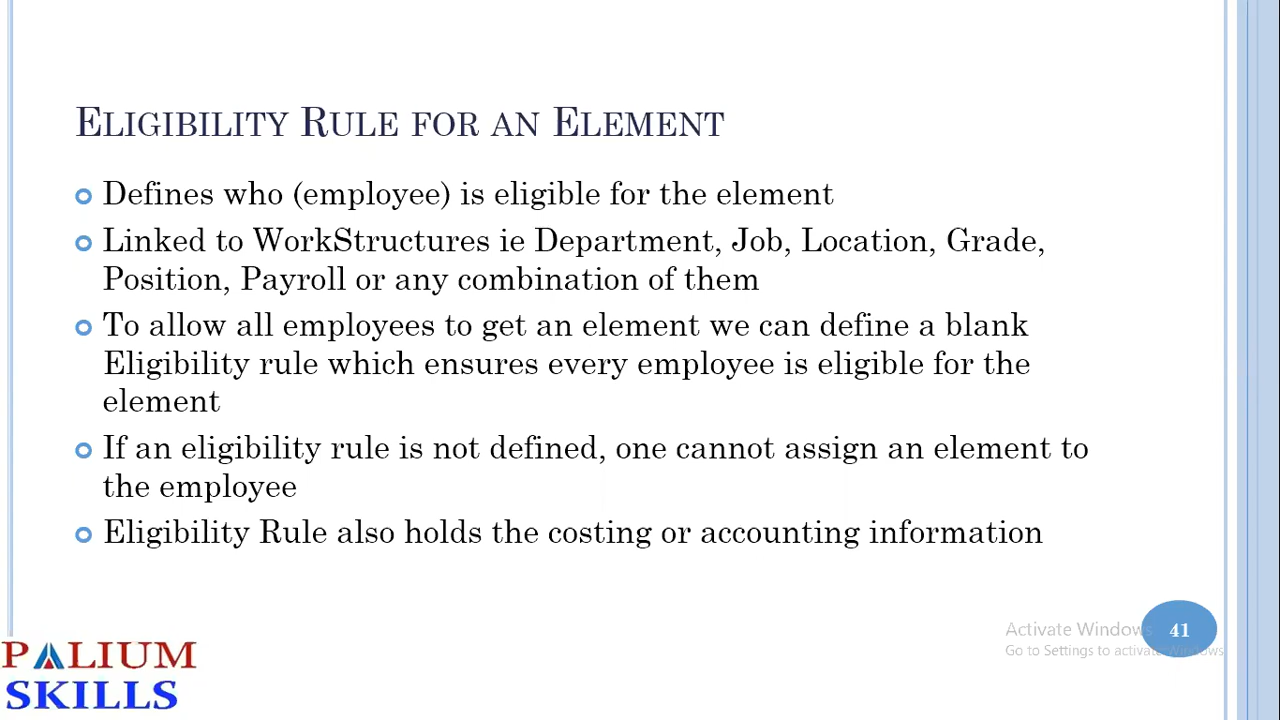 ELIGIBILITY RULE FOR AN ELEMENT
Defines who (employee) is eligible for the element
Linked to WorkStructures ie Department, Job, Location, Grade,
Position, Payroll or any combination of them
To allow all employees to get an element we can define a blank
Eligibility rule which ensures every employee is eligible for the
element
If an eligibility rule is not defined, one cannot assign an element to
the employee
Eligibility Rule also holds the costing or accounting information
Activate Windows
41
Go to Settings to activate Windows.
PALIUM
SKILLS